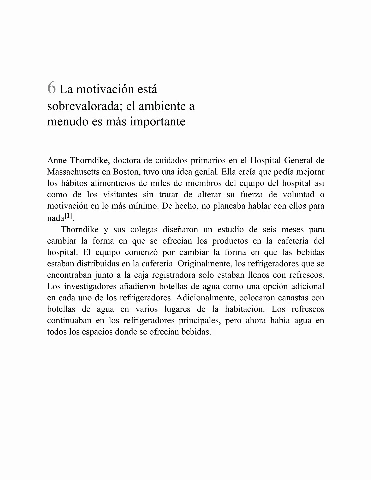 6 La motivación está
sobrevalorada; el ambiente a
menudo es más importante
Anne Thorndike, doctora de cuidados primarios en el Hospital General de
Massachusetts en Boston, tuvo una idea genial. Ella creía que podía mejorar
los hábitos alimenticios de miles de miembros del equipo del hospital así
como de los visitantes sin tratar de alterar su fuerza de voluntad o
motivación en lo más mínimo. De hecho, no planeaba hablar con ellos para
nada[1].
Thorndike y sus colegas diseñaron un estudio de seis meses para
cambiar la forma en que se ofrecían los productos en la cafetería del
hospital. El equipo comenzó por cambiar la forma en que las bebidas
estaban distribuidas en la cafetería. Originalmente, los refrigeradores que se
encontraban junto a la caja registradora solo estaban llenos con refrescos.
Los investigadores añadieron botellas de agua como una opción adicional
en cada uno de los refrigeradores. Adicionalmente, colocaron canastas con
botellas de agua en varios lugares de la habitación. Los refrescos
continuaban en los refrigeradores principales, pero ahora había agua en
todos los espacios donde se ofrecían bebidas.